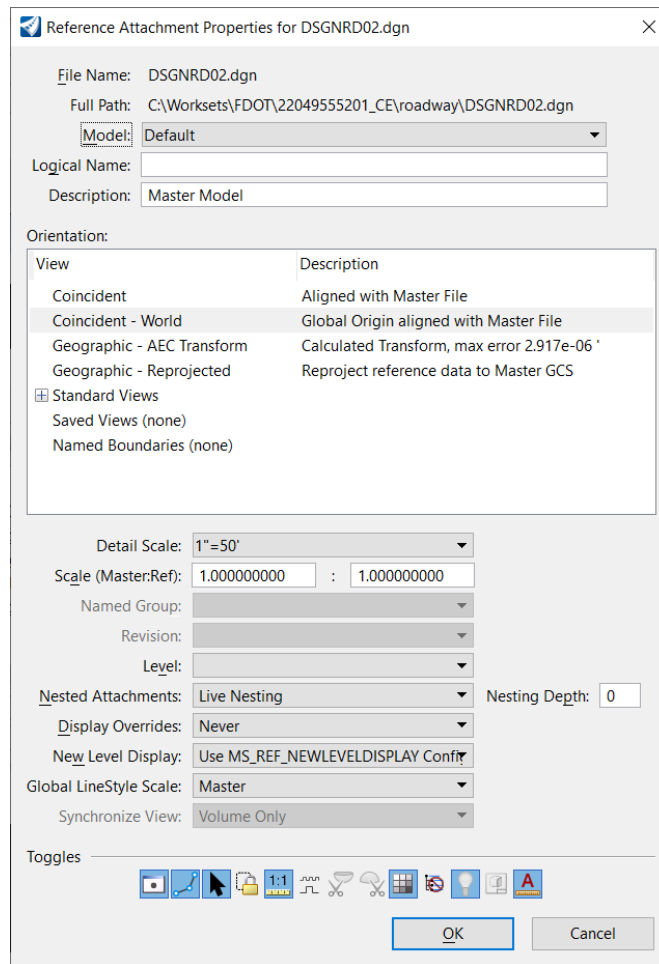 Reference Attachment Properties for DSGNRD02.dgn
File Name: DSGNRD02.dgn
Full Path: C:\Worksets\FDOT\22049555201_CE\roadway\DSGNRD02.dgn
Model: Default
Logical Name:
Description: Master Model
Orientation:
View Description
Coincident Aligned with Master File
Coincident - World Global Origin aligned with Master File
Geographic - AEC Transform Calculated Transform, max error 2.917e-06 '
Geographic - Reprojected Reproject reference data to Master GCS
Standard Views
Saved Views (none)
Named Boundaries (none)
Detail Scale: 1"=50'
Scale (Master:Ref): 1.000000000 : 1.000000000
Named Group:
Revision:
Level:
Nested Attachments: Live Nesting Nesting Depth: 0
Display Overrides: Never
New Level Display: Use MS_REF_NEWLEVELDISPLAY Config
Global LineStyle Scale: Master
Synchronize View: Volume Only
Toggles
1:1 A
OK Cancel